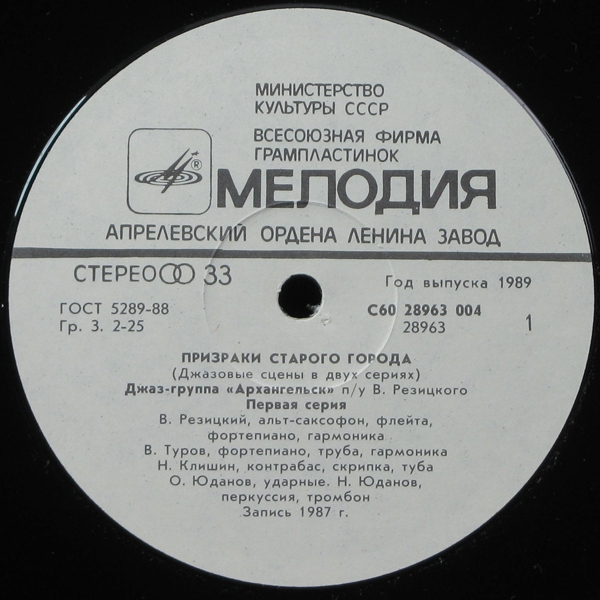 МИНИСТЕРСТВО
КУЛЬТУРЫ СССР
ВСЕСОЮЗНАЯ ФИРМА
ГРАМПЛАСТИНОК
® МЕЛОДИЯ
АПРЕЛЕВСКИЙ ОРДЕНА ЛЕНИНА ЗАВОД
СТЕРЕО 33
Год выпуска 1989
ГОСТ 5289-88
С60 28963 004
Гр. 3. 2-25
28963
1
ПРИЗРАКИ СТАРОГО ГОРОДА
(Джазовые сцены в двух сериях)
Джаз-группа «Архангельск» п/у В. Резицкого
Первая серия
В. Резицкий, альт-саксофон, флейта,
фортепиано, гармоника
В. Туров, фортепиано, труба, гармоника
Н. Клишин, контрабас, скрипка, туба
О. Юданов, ударные. Н. Юданов,
перкуссия, тромбон
Запись 1987 г.